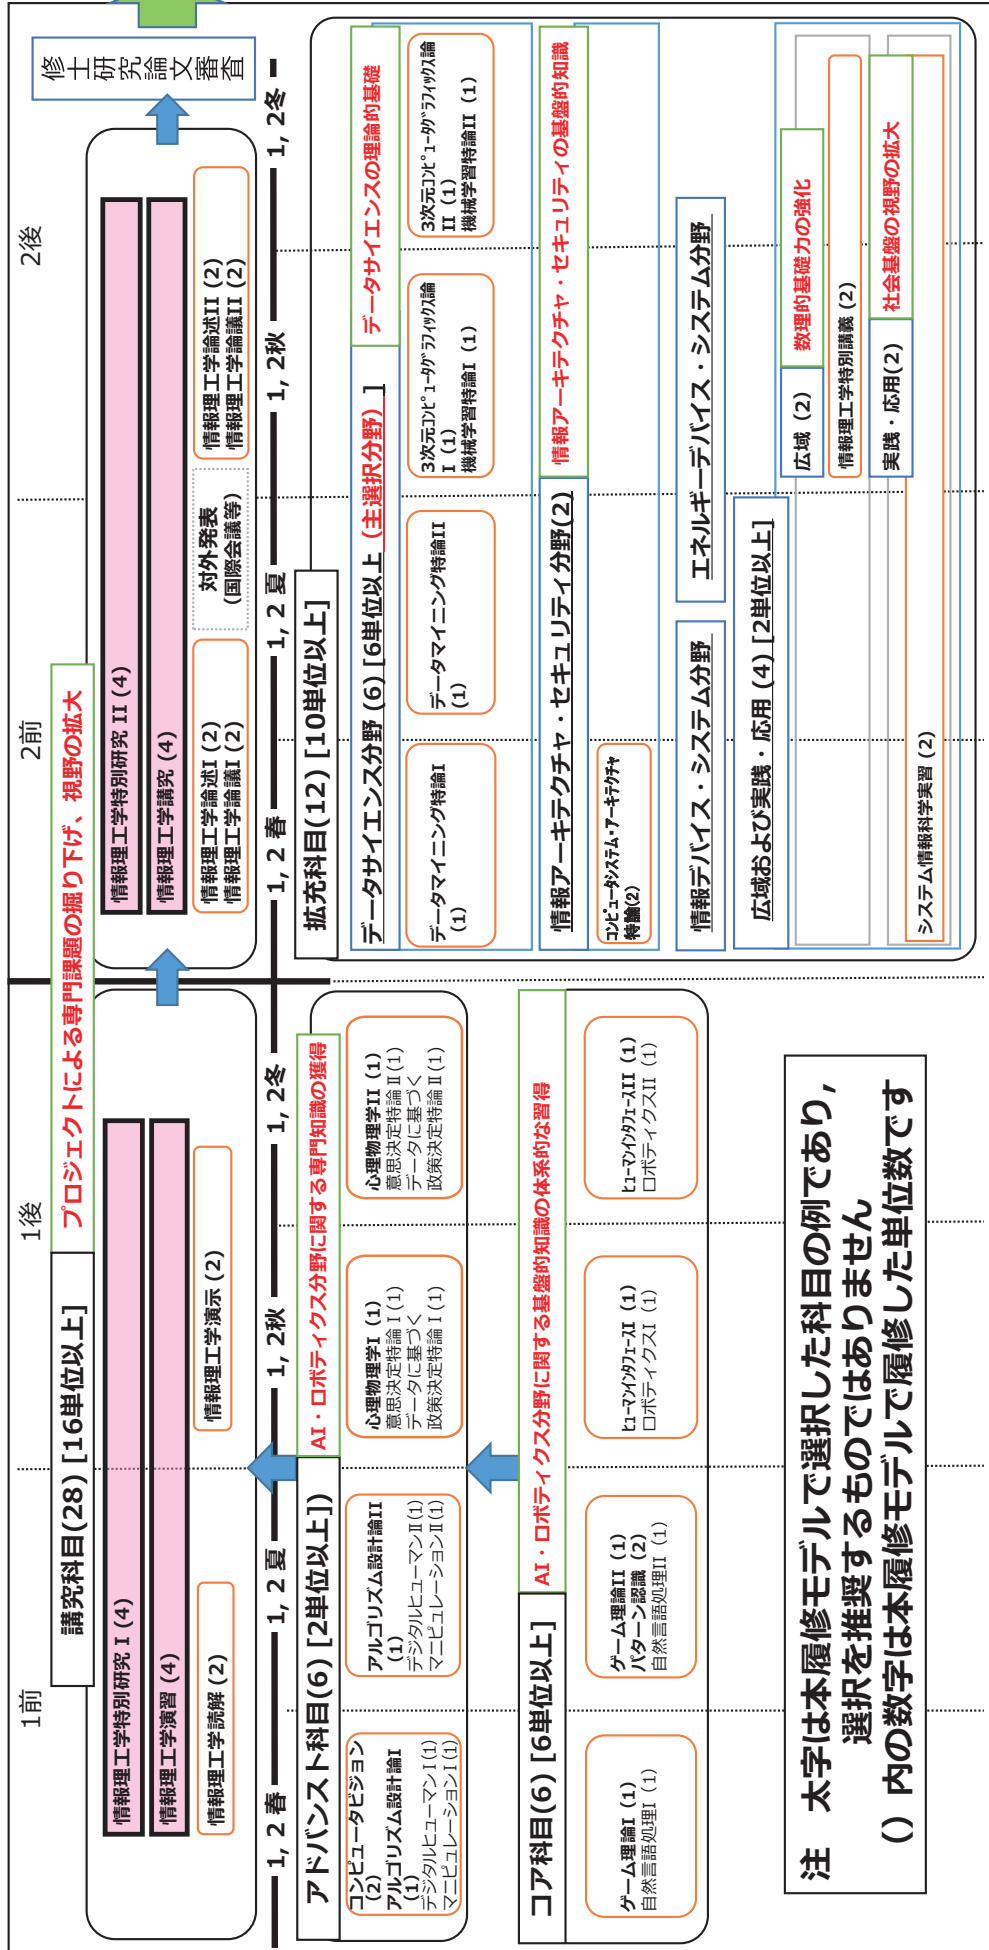 1前
1後
2前
2後
講究科目(28) [16単位以上]
プロジェクトによる専門課題の掘り下げ、視野の拡大
情報理工学特別研究 I (4)
情報理工学演習 (4)
情報理工学読解 (2)
情報理工学演示 (2)
情報理工学特別研究 II (4)
情報理工学講究 (4)
情報理工学論述I (2)
情報理工学論議I (2)
対外発表
(国際会議等)
情報理工学論述II (2)
情報理工学論議II (2)
修士研究論文審査
1, 2 春
1, 2 夏
1, 2秋
1, 2冬
1, 2 春
1, 2 夏
1, 2秋
1, 2冬
アドバンスト科目(6) [2単位以上])
AI・ロボティクス分野に関する専門知識の獲得
コンピュータビジョン
(2)
アルゴリズム設計論I
(1)
デジタルヒューマンⅠ(1)
マニピュレーションⅠ(1)
アルゴリズム設計論II
(1)
デジタルヒューマンⅡ(1)
マニピュレーションⅡ(1)
心理物理学I (1)
意思決定特論Ⅰ(1)
データに基づく
政策決定特論Ⅰ(1)
心理物理学II (1)
意思決定特論Ⅱ(1)
データに基づく
政策決定特論Ⅱ(1)
コア科目(6) [6単位以上]
AI・ロボティクス分野に関する基盤的知識の体系的な習得
ゲーム理論I (1)
自然言語処理I (1)
ゲーム理論II (1)
パターン認識 (2)
自然言語処理II (1)
ﾋｭｰﾏﾝｲﾝﾀﾌｪｰｽI (1)
ロボティクスI (1)
ﾋｭｰﾏﾝｲﾝﾀﾌｪｰｽII (1)
ロボティクスII (1)
注 太字は本履修モデルで選択した科目の例であり,
選択を推奨するものではありません
() 内の数字は本履修モデルで履修した単位数です
拡充科目(12) [10単位以上]
データサイエンス分野 (6) [6単位以上 (主選択分野) ]
データサイエンスの理論的基礎
データマイニング特論I
(1)
データマイニング特論II
(1)
3次元ｺﾝﾋﾟｭｰﾀｸﾞﾗﾌｨｯｸｽ論
I (1)
機械学習特論I (1)
3次元ｺﾝﾋﾟｭｰﾀｸﾞﾗﾌｨｯｸｽ論
II (1)
機械学習特論II (1)
情報アーキテクチャ・セキュリティ分野(2)
情報アーキテクチャ・セキュリティの基盤的知識
ｺﾝﾋﾟｭｰﾀｼｽﾃﾑ・ｱｰｷﾃｸﾁｬ
特論(2)
情報デバイス・システム分野
エネルギーデバイス・システム分野
広域および実践・応用 (4) [2単位以上]
広域 (2)
数理的基礎力の強化
情報理工学特別講義 (2)
実践・応用(2)
社会基盤の視野の拡大
システム情報科学実習 (2)